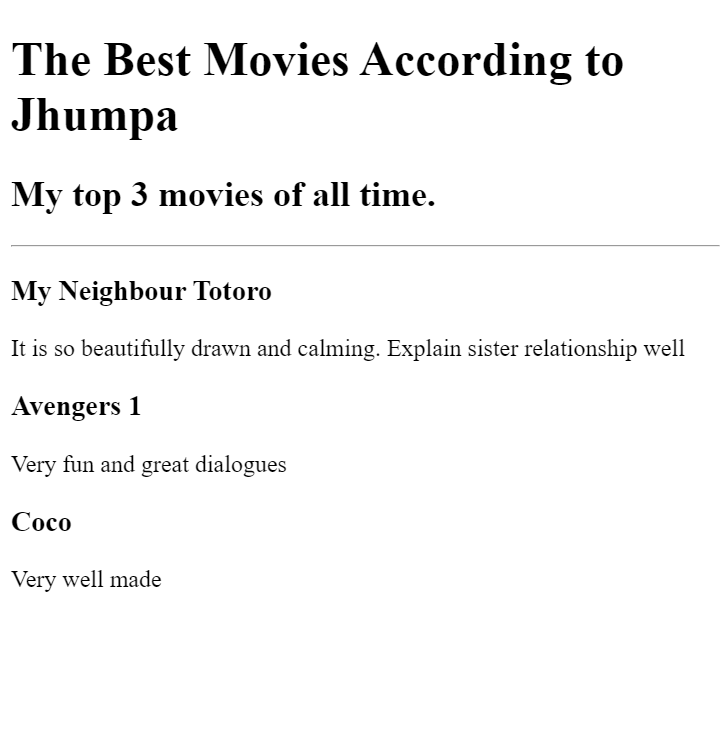 The Best Movies According to
Jhumpa
My top 3 movies of all time.
My Neighbour Totoro
It is so beautifully drawn and calming. Explain sister relationship well
Avengers 1
Very fun and great dialogues
Coco
Very well made